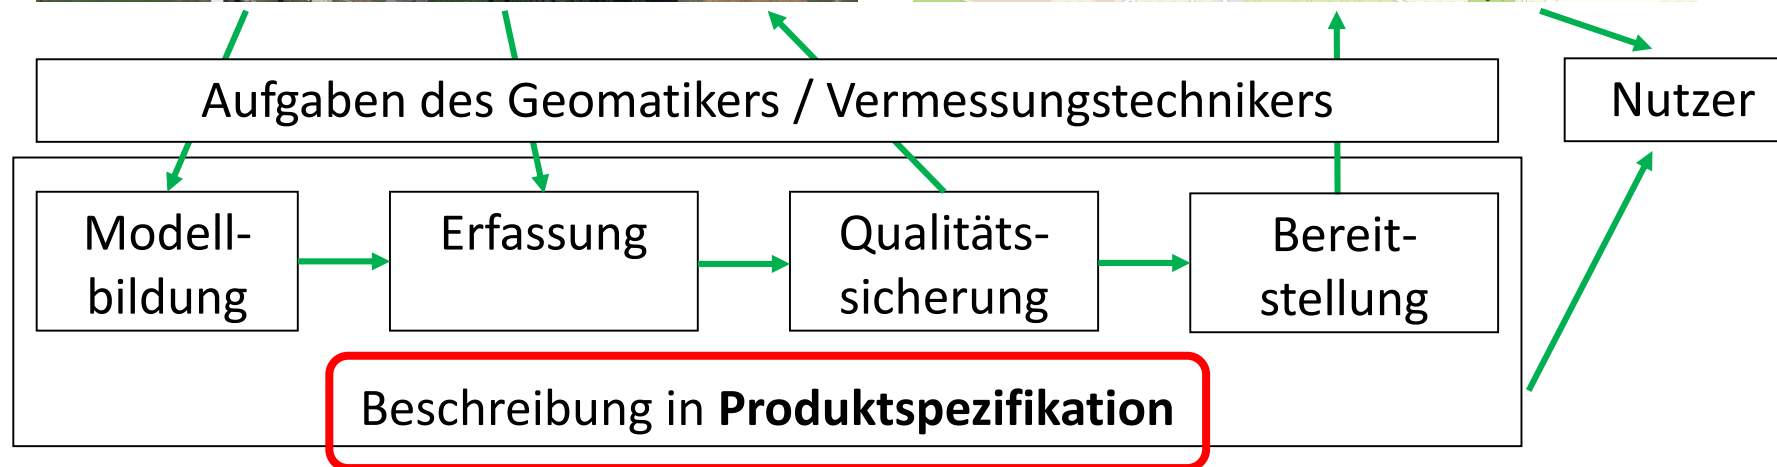 Aufgaben des Geomatikers / Vermessungstechnikers
Nutzer
Modell-
bildung
Erfassung
Qualitäts-
sicherung
Bereit-
stellung
Beschreibung in Produktspezifikation